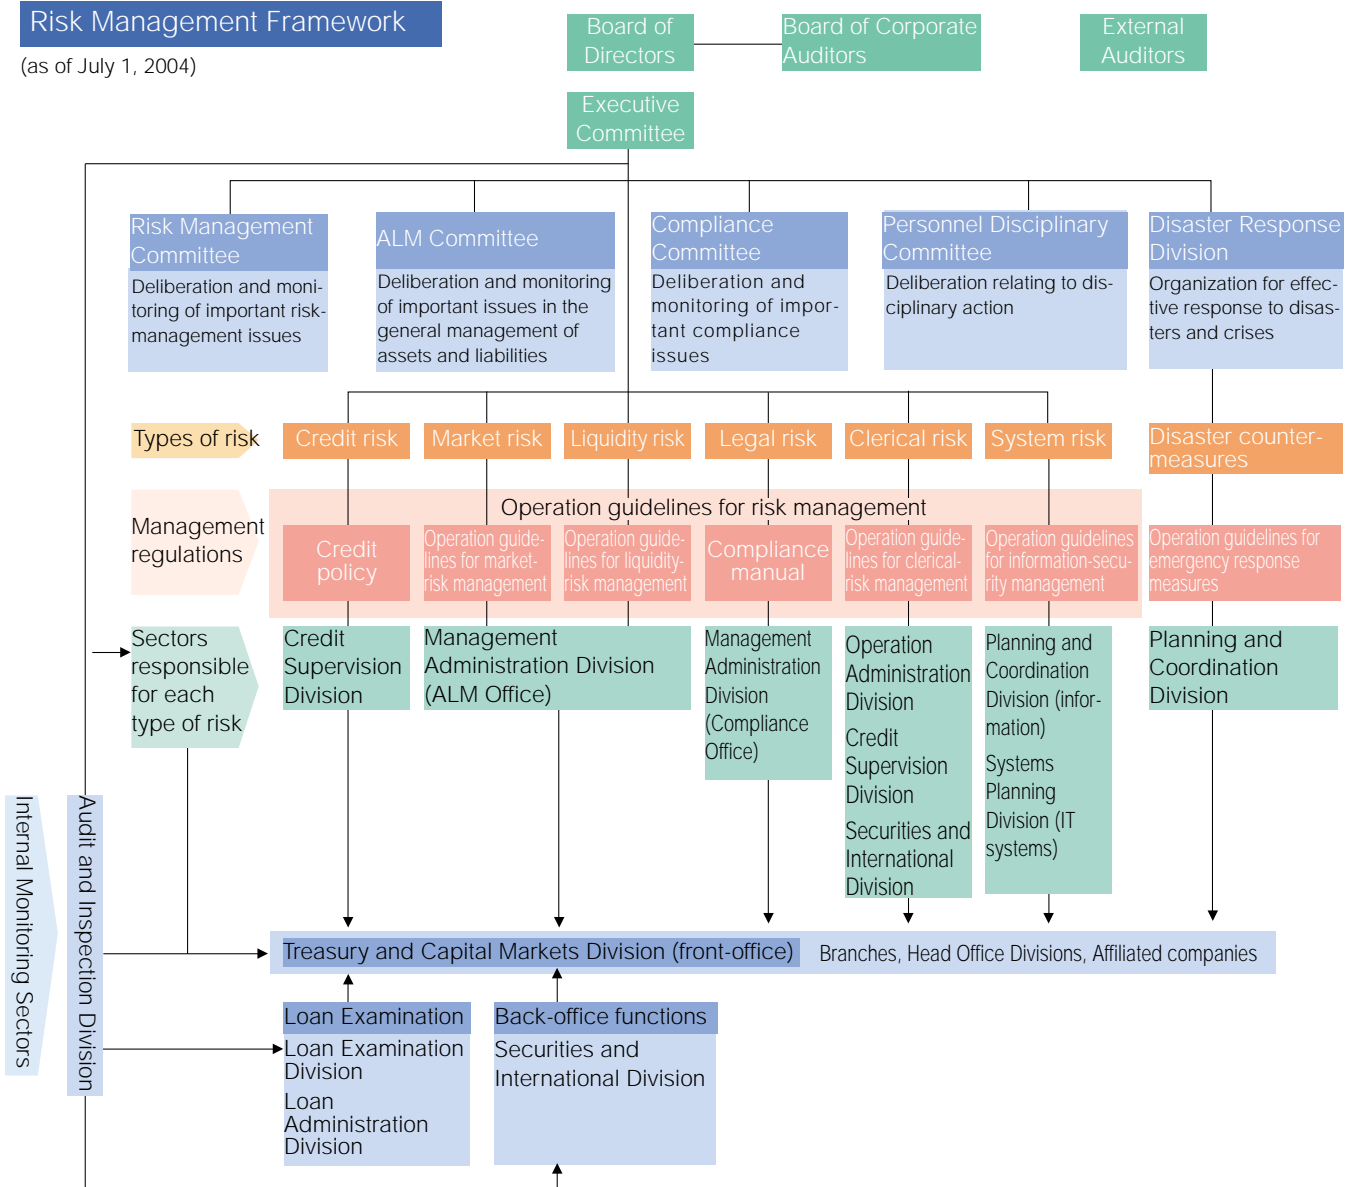 Risk Management Framework
(as of July 1, 2004)
Board of
Directors
Board of Corporate
Auditors
External
Auditors
Executive
Committee
Risk Management
Committee
Deliberation and moni-
toring of important risk-
management issues
ALM Committee
Deliberation and monitoring
of important issues in the
general management of
assets and liabilities
Compliance
Committee
Deliberation and
monitoring of impor-
tant compliance
issues
Personnel Disciplinary
Committee
Deliberation relating to dis-
ciplinary action
Disaster Response
Division
Organization for effec-
tive response to disas-
ters and crises
Types of risk
Credit risk
Market risk
Liquidity risk
Legal risk
Clerical risk
System risk
Disaster counter-
measures
Management
regulations
Operation guidelines for risk management
Credit
policy
Operation guide-
lines for market-
risk management
Operation guide-
lines for liquidity-
risk management
Compliance
manual
Operation guide-
lines for clerical-
risk management
Operation guidelines
for information-secu-
rity management
Operation guidelines for
emergency response
measures
Sectors
responsible
for each
type of risk
Credit
Supervision
Division
Management
Administration Division
(ALM Office)
Management
Administration
Division
(Compliance
Office)
Operation
Administration
Division
Credit
Supervision
Division
Securities and
International
Division
Planning and
Coordination
Division (infor-
mation)
Systems
Planning
Division (IT
systems)
Planning and
Coordination
Division
Internal Monitoring Sectors
Audit and Inspection Division
Treasury and Capital Markets Division (front-office)
Branches, Head Office Divisions, Affiliated companies
Loan Examination
Loan Examination
Division
Loan
Administration
Division
Back-office functions
Securities and
International Division